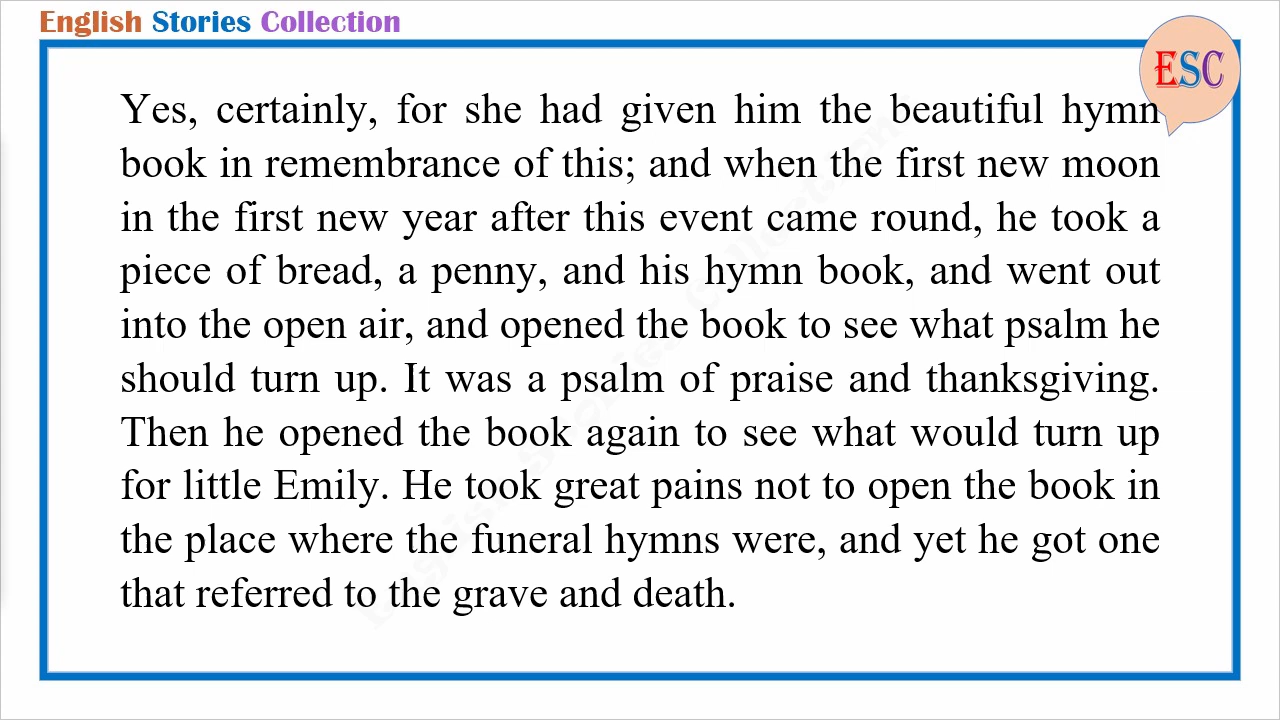 English Stories Collection
ESC
Yes, certainly, for she had given him the beautiful hymn
book in remembrance of this; and when the first new moon
in the first new year after this event came round, he took a
piece of bread, a penny, and his hymn book, and went out
into the open air, and opened the book to see what psalm he
should turn up. It was a psalm of praise and thanksgiving.
Then he opened the book again to see what would turn up
for little Emily. He took great pains not to open the book in
the place where the funeral hymns were, and yet he got one
that referred to the grave and death.
English Stories Collection